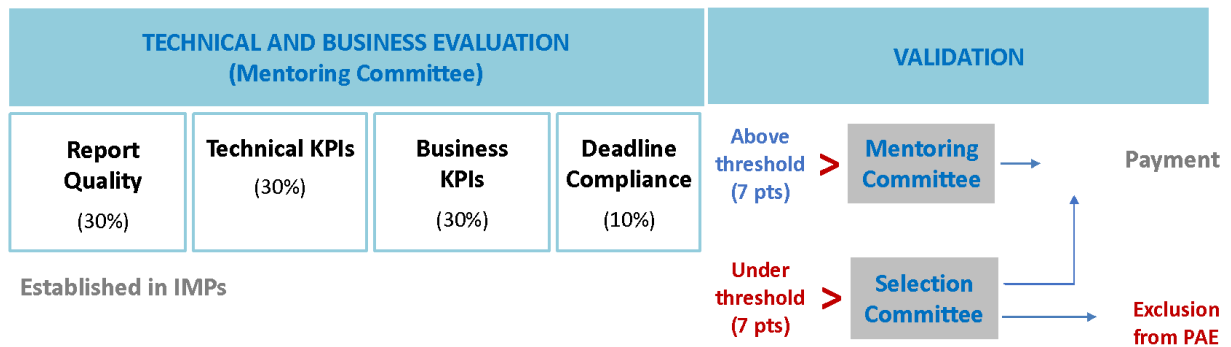 TECHNICAL AND BUSINESS EVALUATION
(Mentoring Committee)
VALIDATION
Report
Quality
(30%)
Technical KPIs
(30%)
Business
KPIs
(30%)
Deadline
Compliance
(10%)
Established in IMPs
Above
threshold
(7 pts)
>
Mentoring
Committee
Payment
Under
threshold
(7 pts)
>
Selection
Committee
Exclusion
from PAE